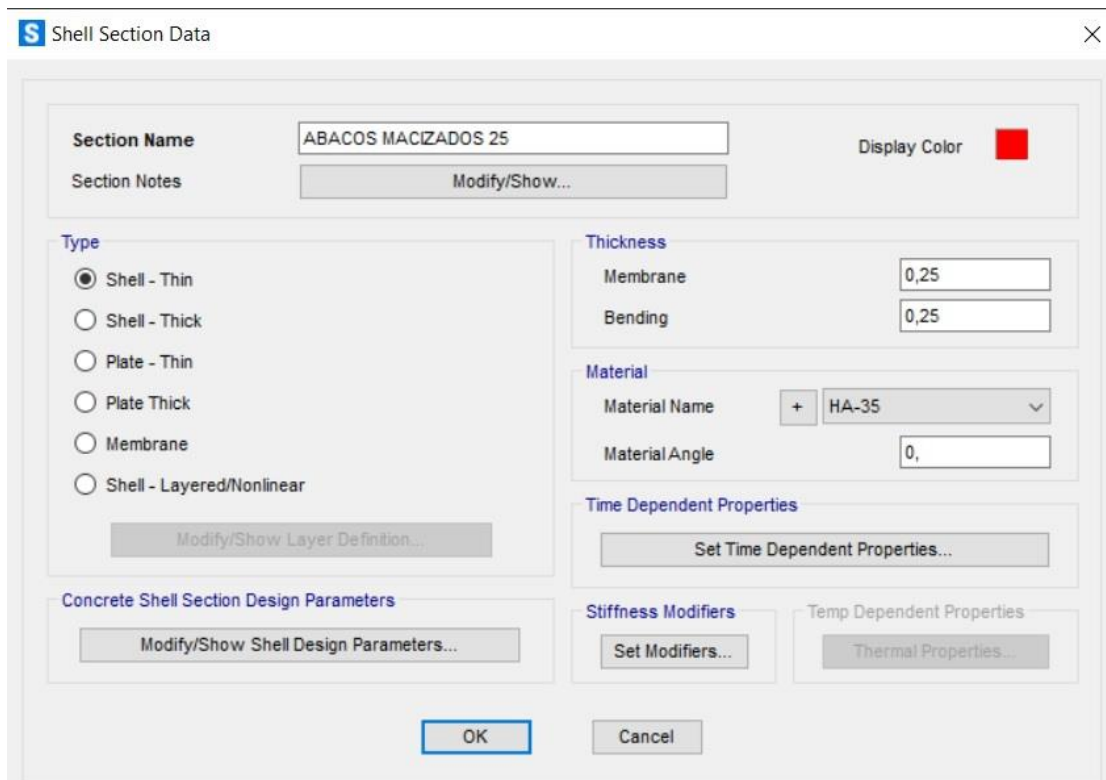 S Shell Section Data
Section Name
ABACOS MACIZADOS 25
Display Color
Section Notes
Modify/Show...
Type
Shell - Thin
Shell - Thick
Plate - Thin
Plate Thick
Membrane
Shell - Layered/Nonlinear
Modify/Show Layer Definition...
Concrete Shell Section Design Parameters
Modify/Show Shell Design Parameters...
Thickness
Membrane
0,25
Bending
0,25
Material
Material Name
+
HA-35
Material Angle
0,
Time Dependent Properties
Set Time Dependent Properties...
Stiffness Modifiers
Set Modifiers...
Temp Dependent Properties
Thermal Properties...
OK
Cancel